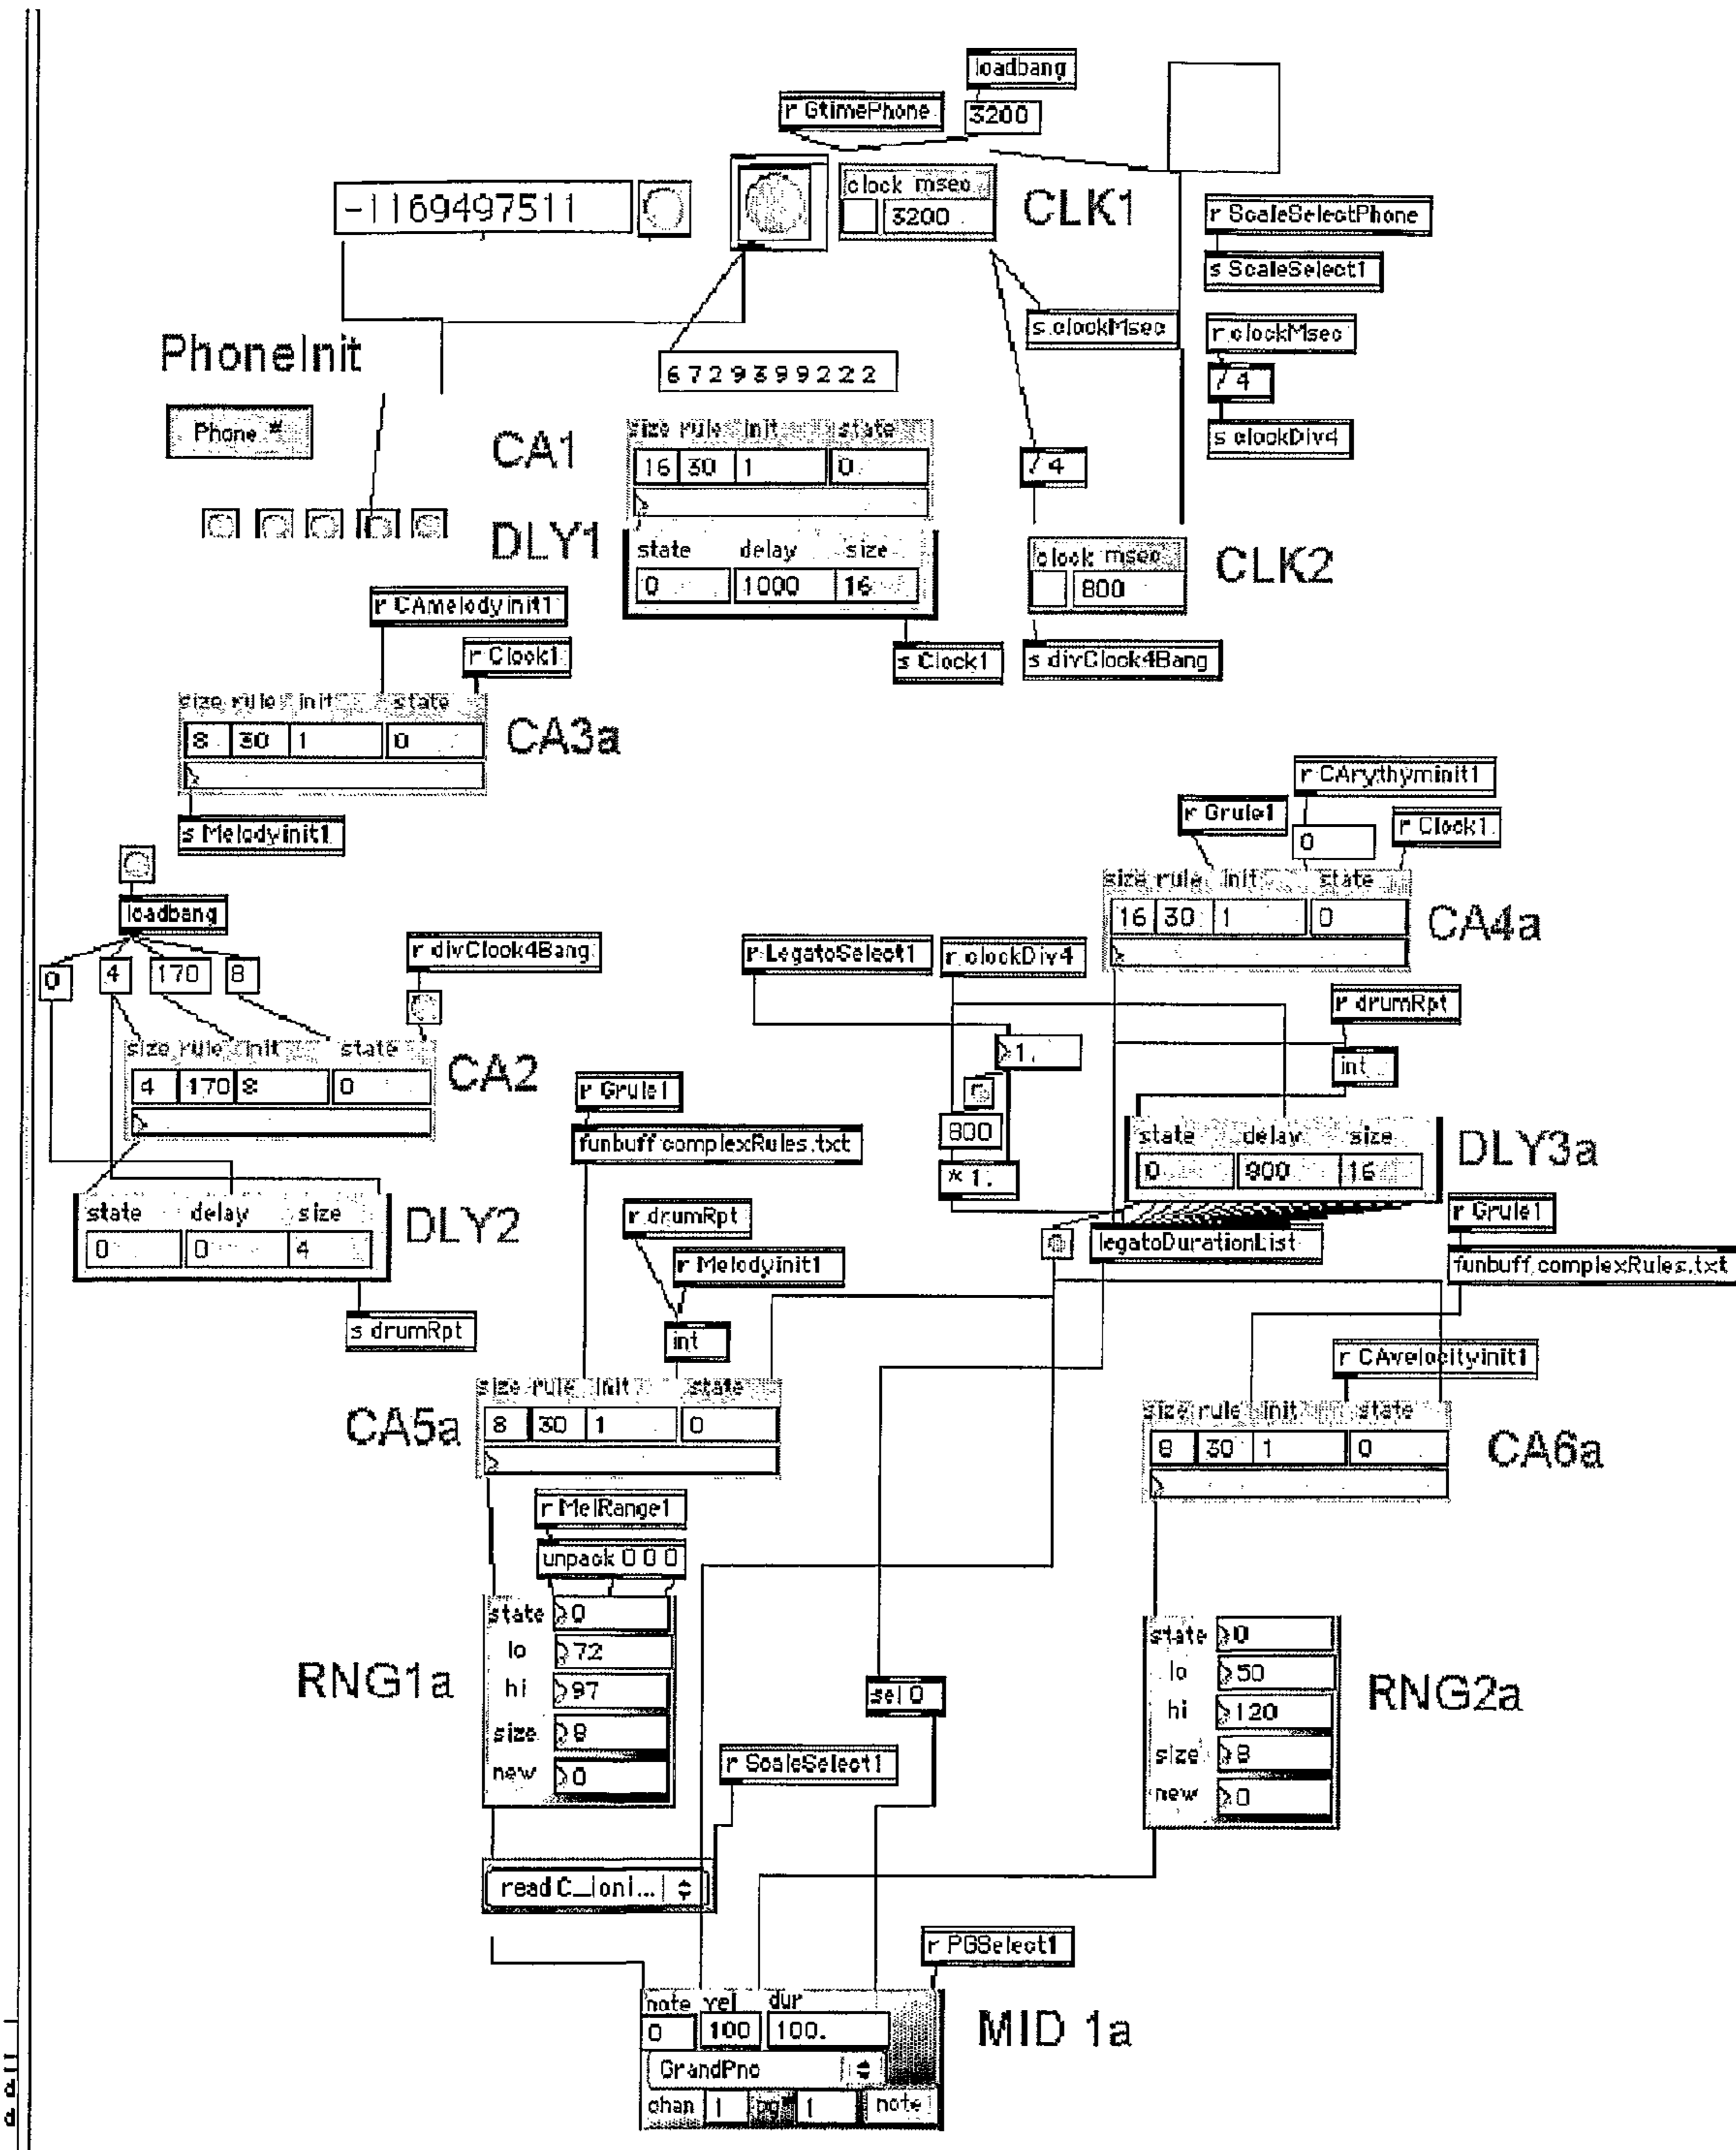 loadbang
r GtimePhone
3200
-1169497511
clock msec
3200
CLK1
r ScaleSelectPhone
s ScaleSelect1
s clockMsec
r clockMsec
/ 4
s clockDiv4
PhoneInit
6729399222
Phone #
CA1
size rule init state
16 30 1 0
/ 4
DLY1
state delay size
0 1000 16
clock msec
800
CLK2
r CAmelodyinit1
r Clock1
s Clock1
s divClock4Bang
size rule init state
8 30 1 0
CA3a
s Melodyinit1
r CArythyminit1
r Grule1
0
r Clock1
size rule init state
16 30 1 0
CA4a
loadbang
0 4 170 8
r divClock4Bang
r LegatoSelect1
r clockDiv4
r drumRpt
1.
int
size rule init state
4 170 8 0
CA2
r Grule1
funbuff complexRules.txt
800
* 1.
state delay size
0 800 16
DLY3a
state delay size
0 0 4
DLY2
r drumRpt
r Melodyinit1
legatoDurationList
r Grule1
funbuff complexRules.txt
s drumRpt
int
r CAvelocityinit1
size rule init state
8 30 1 0
CA5a
size rule init state
8 30 1 0
CA6a
r MelRange1
unpack 0 0 0
state 0
lo 72
hi 97
size 8
new 0
RNG1a
sel 0
state 0
lo 50
hi 120
size 8
new 0
RNG2a
r ScaleSelect1
read C_ioni...
r PGSelect1
note vel dur
0 100 100.
GrandPno
chan 1 pg 1 note
MID 1a